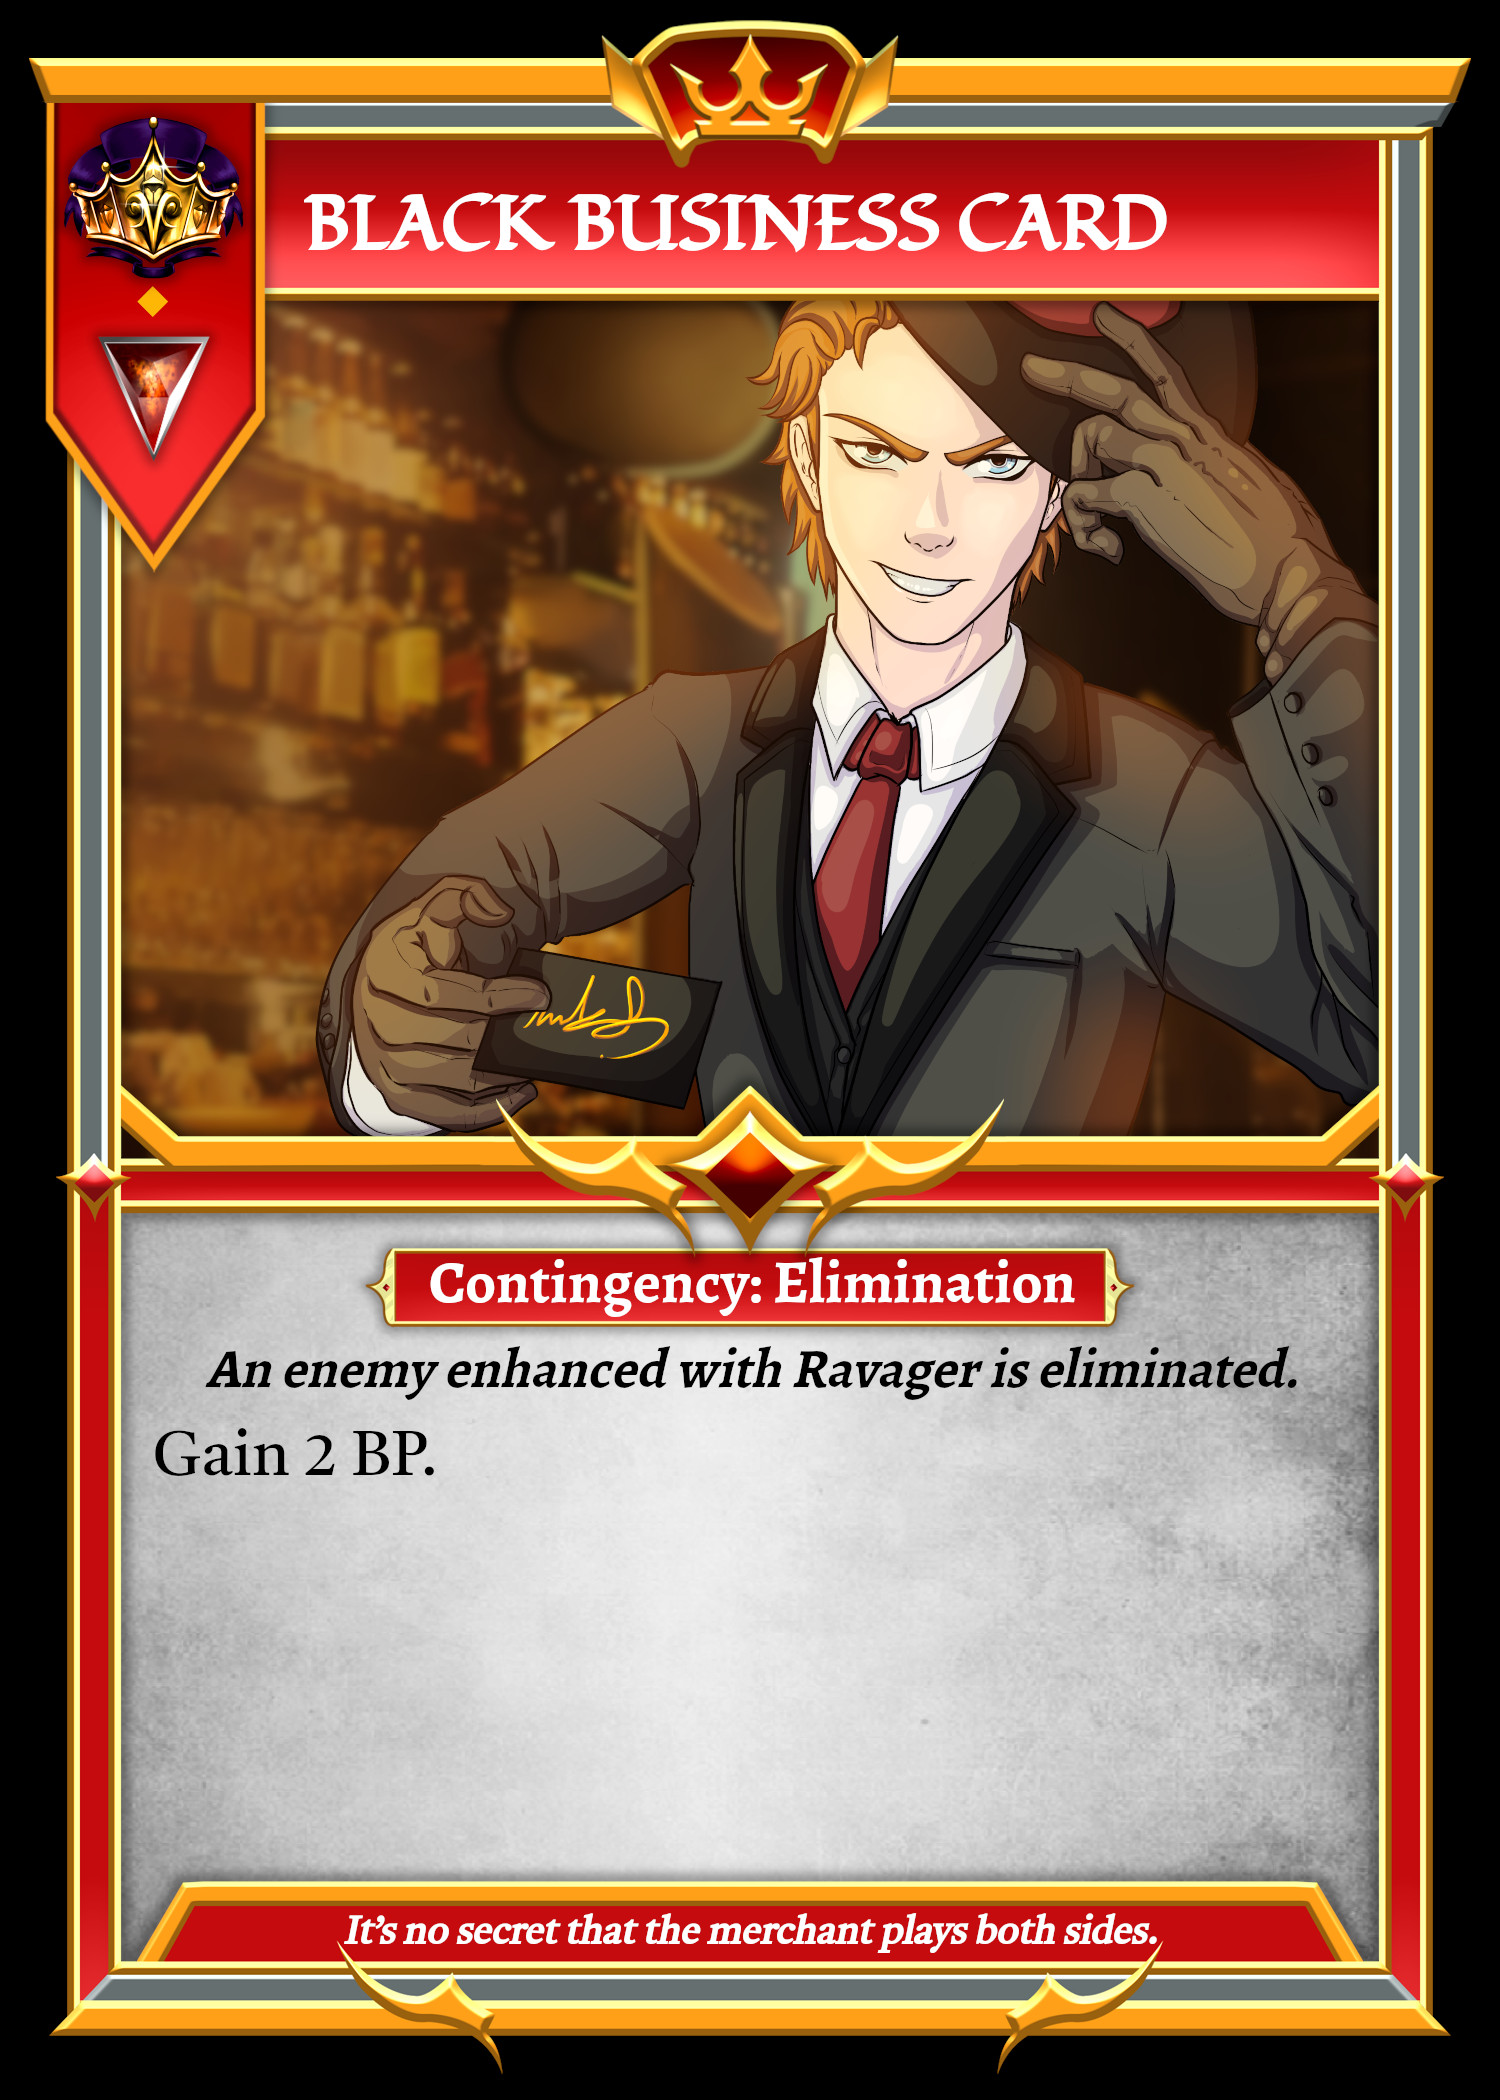 BLACK BUSINESS CARD
Contingency: Elimination
An enemy enhanced with Ravager is eliminated.
Gain 2 BP.
It's no secret that the merchant plays both sides.